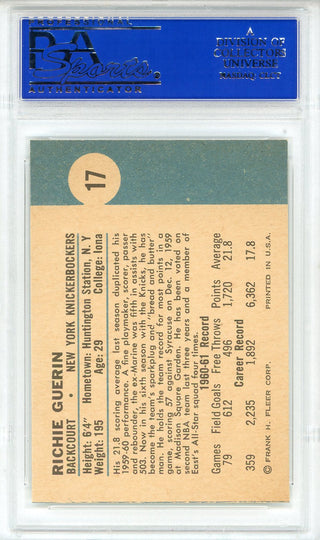 PROFESSIONAL
PSA
Sports.
AUTHENTICATOR
A
DIVISION OF
COLLECTORS
UNIVERSE
NASDAQ: CLCT
17
RICHIE GUERIN
BACKCOURT • NEW YORK KNICKERBOCKERS
Height: 6'4" Hometown: Huntington Station, N. Y.
Weight: 195 Age: 29 College: Iona
His 21.8 scoring average last season duplicated his
1959-60 performance. A fine playmaker, scorer, passer
and rebounder, the ex-Marine was fifth in assists with
503. Now in his sixth season with the Knicks, he has
become the team's sparkplug and "bread and butter"
man. He holds the team record for most points in a
game, scoring 57 against Syracuse on Dec. 12, 1959
at Madison Square Garden. He has been voted on
second NBA team last three years and a member of
East's All-Star squad four times.
1960-61 Record
Games Field Goals Free Throws Points Average
79 612 496 1,720 21.8
Career Record
359 2,235 1,892 6,362 17.8
© FRANK H. FLEER CORP. PRINTED IN U.S.A.